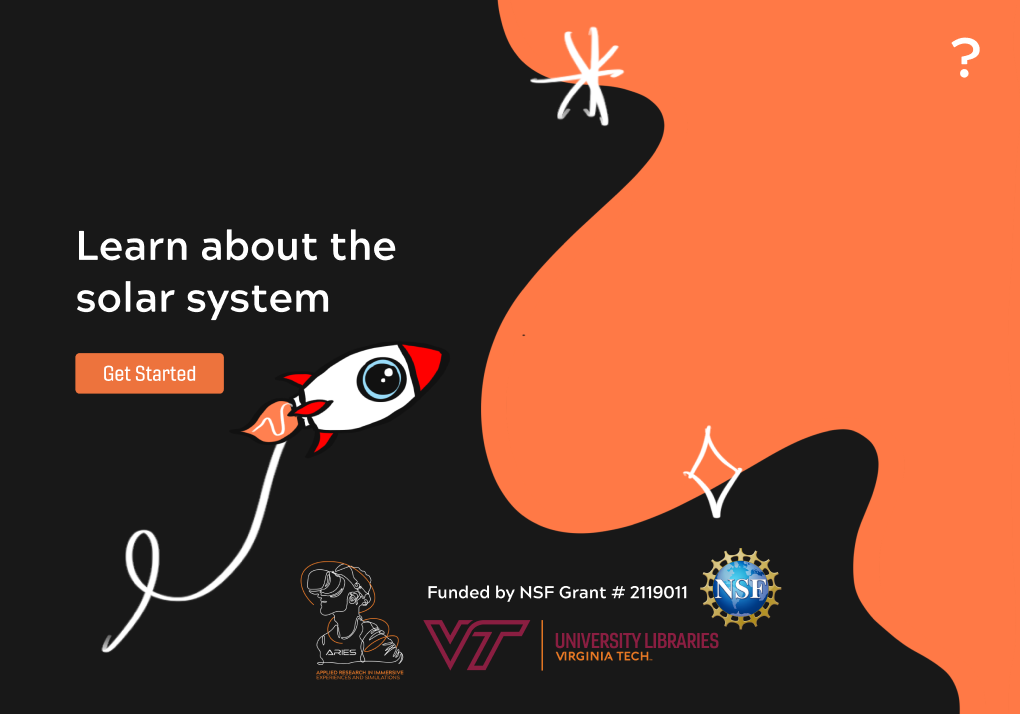 ?
Learn about the
solar system
Get Started
Funded by NSF Grant # 2119011
NSF
ARIES
APPLIED RESEARCH IN IMMERSIVE
EXPERIENCES AND SIMULATIONS
VT
UNIVERSITY LIBRARIES
VIRGINIA TECH.